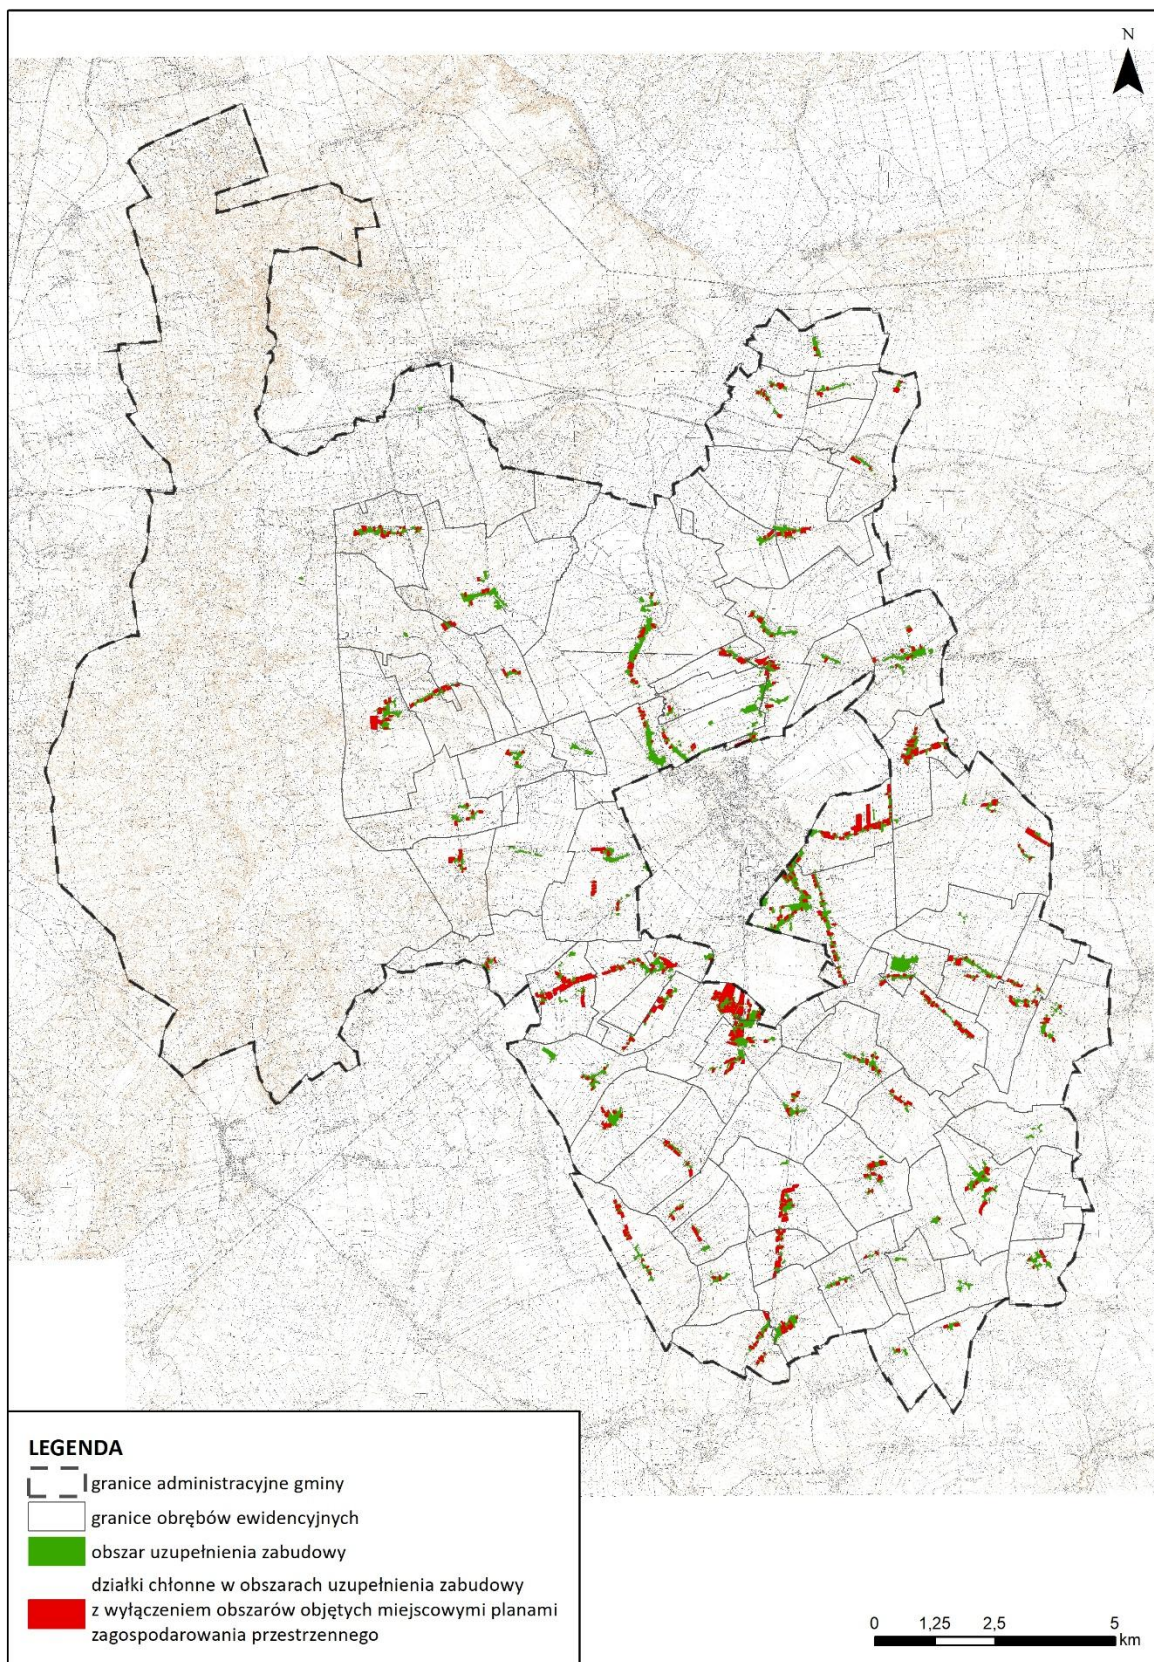 N
LEGENDA
granice administracyjne gminy
granice obrębów ewidencyjnych
obszar uzupełnienia zabudowy
działki chłonne w obszarach uzupełnienia zabudowy
z wyłączeniem obszarów objętych miejscowymi planami
zagospodarowania przestrzennego
0 1,25 2,5 5
km